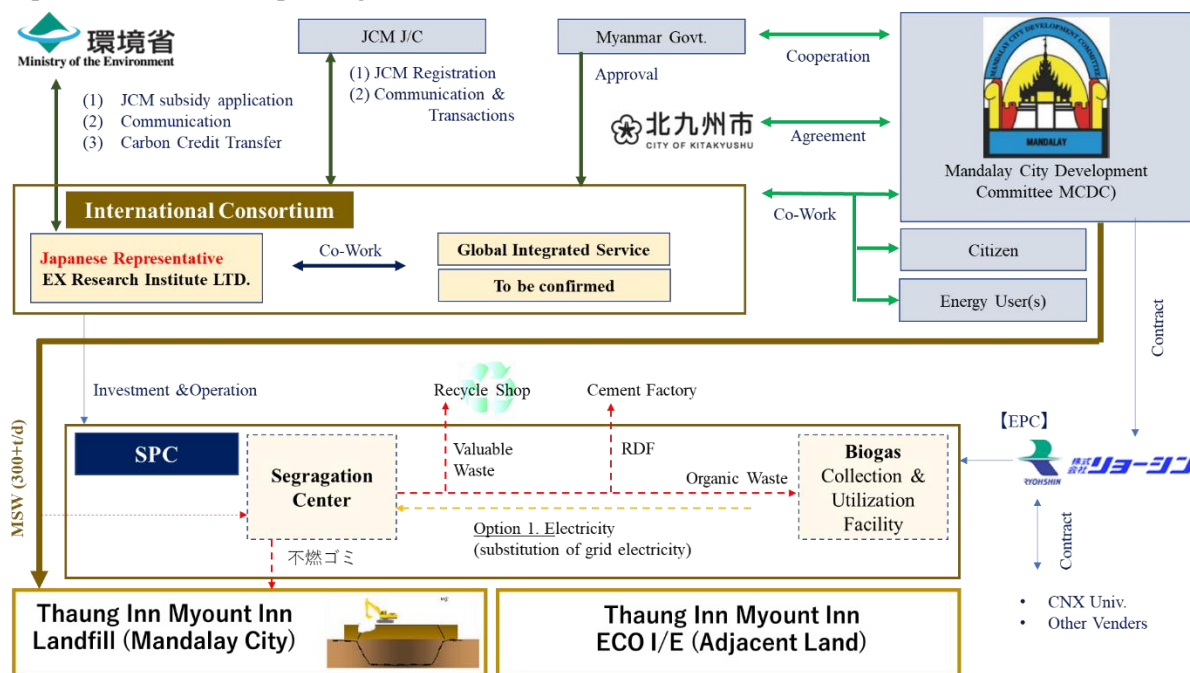 環境省
Ministry of the Environment
JCM J/C
Myanmar Govt.
Cooperation
MANDALAY CITY DEVELOPMENT COMMITTEE
MANDALAY
(1) JCM subsidy application
(2) Communication
(3) Carbon Credit Transfer
(1) JCM Registration
(2) Communication &
Transactions
Approval
北九州市
CITY OF KITAKYUSHU
Agreement
Mandalay City Development
Committee MCDC)
International Consortium
Co-Work
Japanese Representative
EX Research Institute LTD.
Co-Work
Global Integrated Service
To be confirmed
Citizen
Energy User(s)
Contract
Investment &Operation
Recycle Shop
Cement Factory
MSW (300+t/d)
SPC
Segragation
Center
Valuable
Waste
RDF
Organic Waste
Biogas
Collection &
Utilization
Facility
【EPC】
RYOHSHIN
株式会社リョーシン
Option 1. Electricity
(substitution of grid electricity)
不燃ゴミ
Contract
Thaung Inn Myount Inn
Landfill (Mandalay City)
Thaung Inn Myount Inn
ECO I/E (Adjacent Land)
• CNX Univ.
• Other Venders